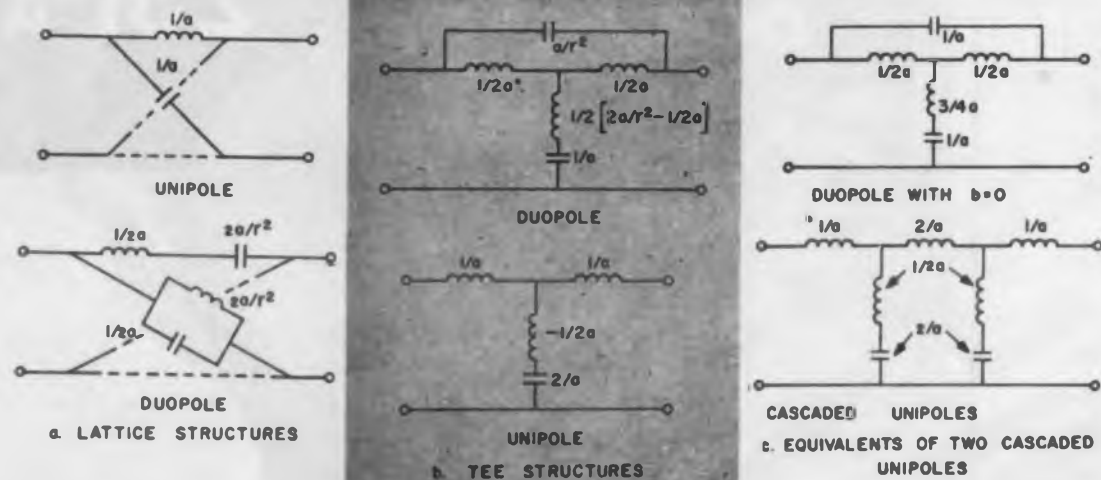 1/a
1/a
UNIPOLE
1/2a
2a/r²
2a/r²
1/2a
DUOPOLE
a. LATTICE STRUCTURES
a/r²
1/2a
1/2a
1/2[2a/r²-1/2a]
1/a
DUOPOLE
1/a
1/a
-1/2a
2/a
UNIPOLE
b. TEE STRUCTURES
1/a
1/2a
1/2a
3/4a
1/a
DUOPOLE WITH b=0
1/a
2/a
1/a
1/2a
2/a
CASCADED UNIPOLES
c. EQUIVALENTS OF TWO CASCADED
UNIPOLES